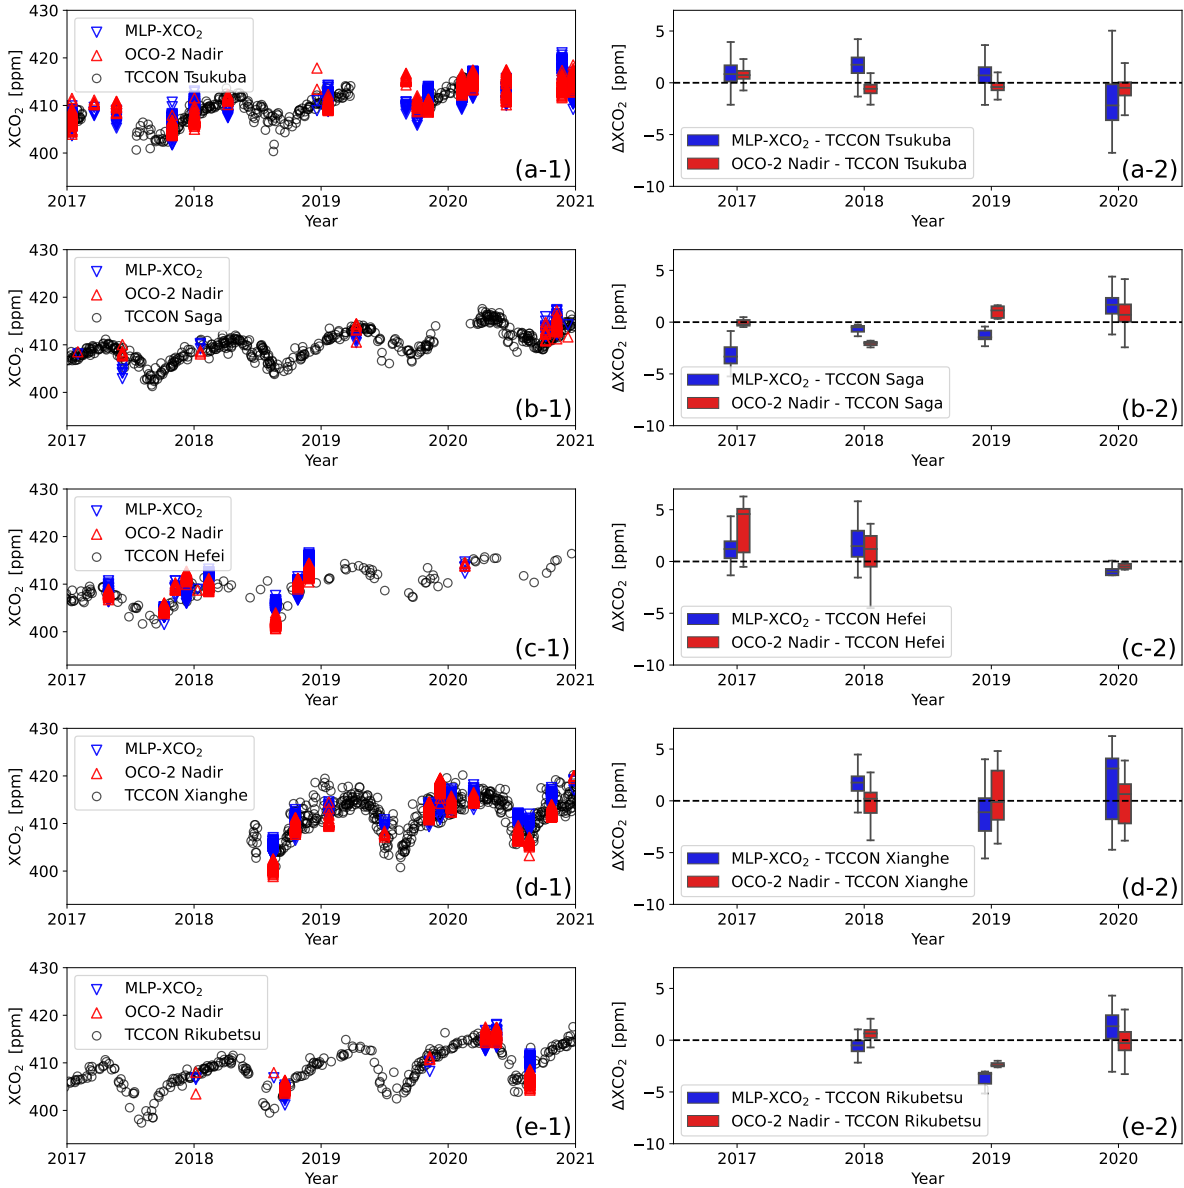 430
420
410
400
XCO₂ [ppm]
MLP-XCO₂
OCO-2 Nadir
TCCON Tsukuba
(a-1)
2017 2018 2019 2020 2021
Year
5
0
−5
−10
ΔXCO₂ [ppm]
MLP-XCO₂ - TCCON Tsukuba
OCO-2 Nadir - TCCON Tsukuba
(a-2)
2017 2018 2019 2020
Year
430
420
410
400
XCO₂ [ppm]
MLP-XCO₂
OCO-2 Nadir
TCCON Saga
(b-1)
2017 2018 2019 2020 2021
Year
5
0
−5
−10
ΔXCO₂ [ppm]
MLP-XCO₂ - TCCON Saga
OCO-2 Nadir - TCCON Saga
(b-2)
2017 2018 2019 2020
Year
430
420
410
400
XCO₂ [ppm]
MLP-XCO₂
OCO-2 Nadir
TCCON Hefei
(c-1)
2017 2018 2019 2020 2021
Year
5
0
−5
−10
ΔXCO₂ [ppm]
MLP-XCO₂ - TCCON Hefei
OCO-2 Nadir - TCCON Hefei
(c-2)
2017 2018 2019 2020
Year
430
420
410
400
XCO₂ [ppm]
MLP-XCO₂
OCO-2 Nadir
TCCON Xianghe
(d-1)
2017 2018 2019 2020 2021
Year
5
0
−5
−10
ΔXCO₂ [ppm]
MLP-XCO₂ - TCCON Xianghe
OCO-2 Nadir - TCCON Xianghe
(d-2)
2017 2018 2019 2020
Year
430
420
410
400
XCO₂ [ppm]
MLP-XCO₂
OCO-2 Nadir
TCCON Rikubetsu
(e-1)
2017 2018 2019 2020 2021
Year
5
0
−5
−10
ΔXCO₂ [ppm]
MLP-XCO₂ - TCCON Rikubetsu
OCO-2 Nadir - TCCON Rikubetsu
(e-2)
2017 2018 2019 2020
Year